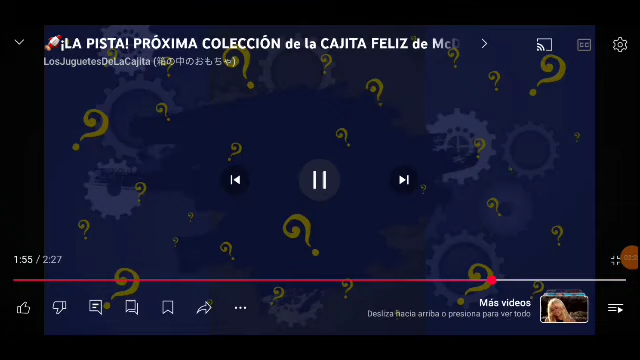 🚀¡LA PISTA! PRÓXIMA COLECCIÓN de la CAJITA FELIZ de McD
LosJuguetesDeLaCajita (箱の中のおもちゃ)
CC
1:55 / 2:27
Más videos
Desliza hacia arriba o presiona para ver todo